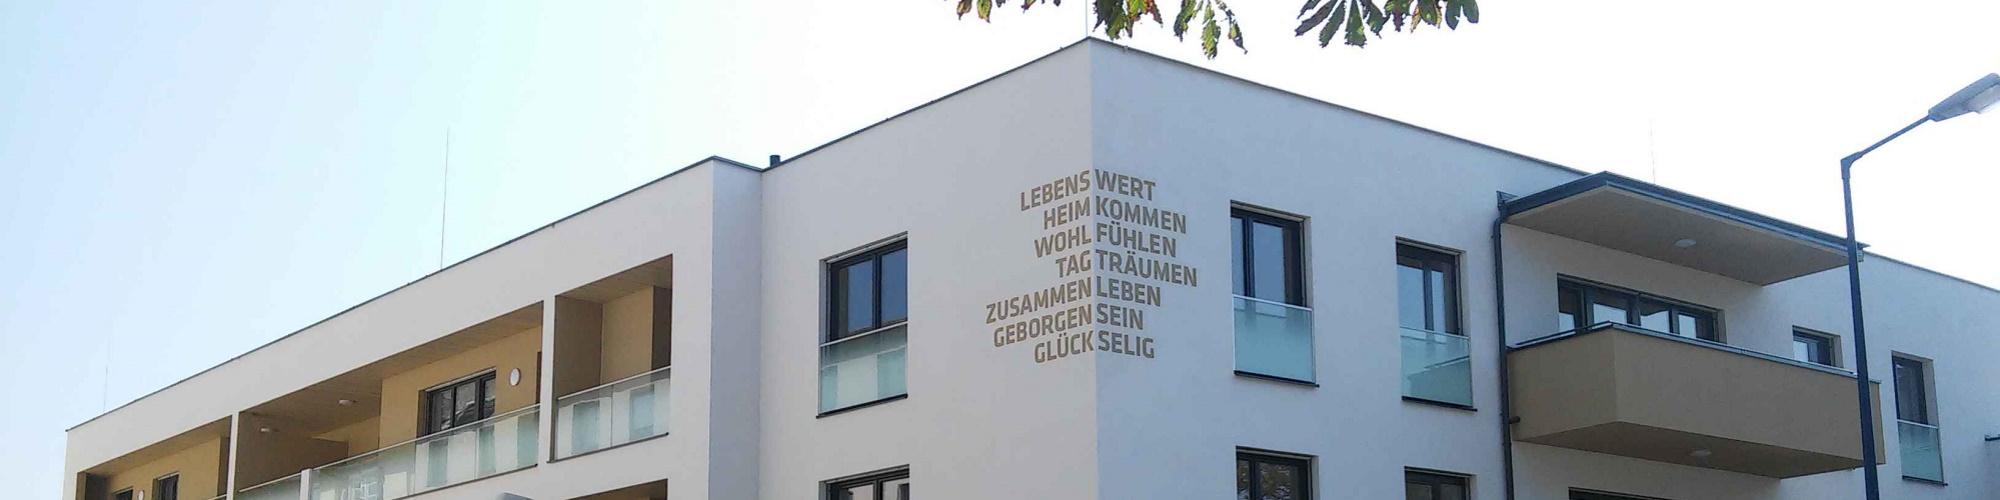 LEBENS WERT
HEIM KOMMEN
WOHL FÜHLEN
TAG TRÄUMEN
ZUSAMMEN LEBEN
GEBORGEN SEIN
GLÜCK SELIG